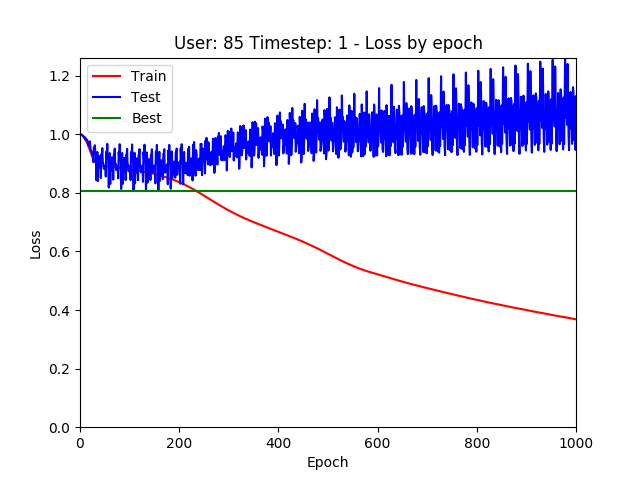 User: 85 Timestep: 1 - Loss by epoch
Train
Test
Best
1.2
1.0
0.8
0.6
0.4
0.2
0.0
Loss
0 200 400 600 800 1000
Epoch